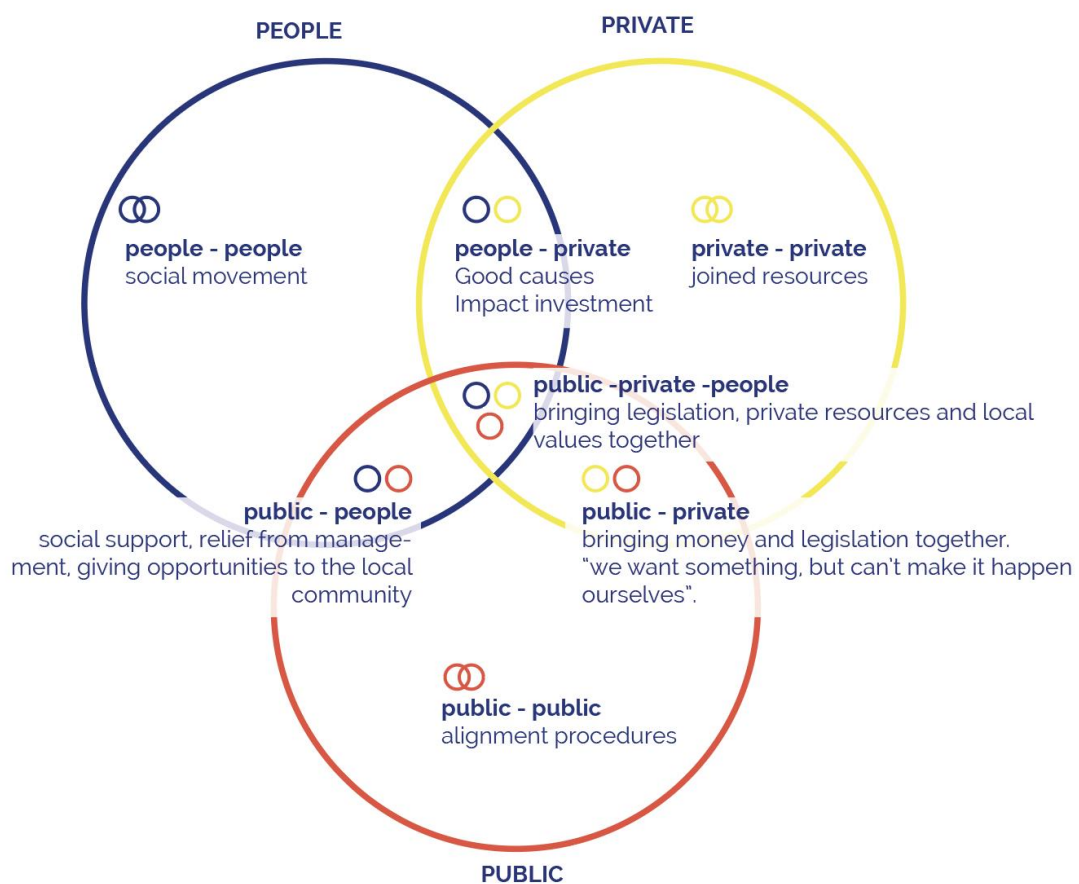 PEOPLE
PRIVATE
people - people
social movement
people - private
Good causes
Impact investment
private - private
joined resources
public -private -people
bringing legislation, private resources and local
values together
public - people
social support, relief from manage-
ment, giving opportunities to the local
community
public - private
bringing money and legislation together.
"we want something, but can't make it happen
ourselves".
public - public
alignment procedures
PUBLIC